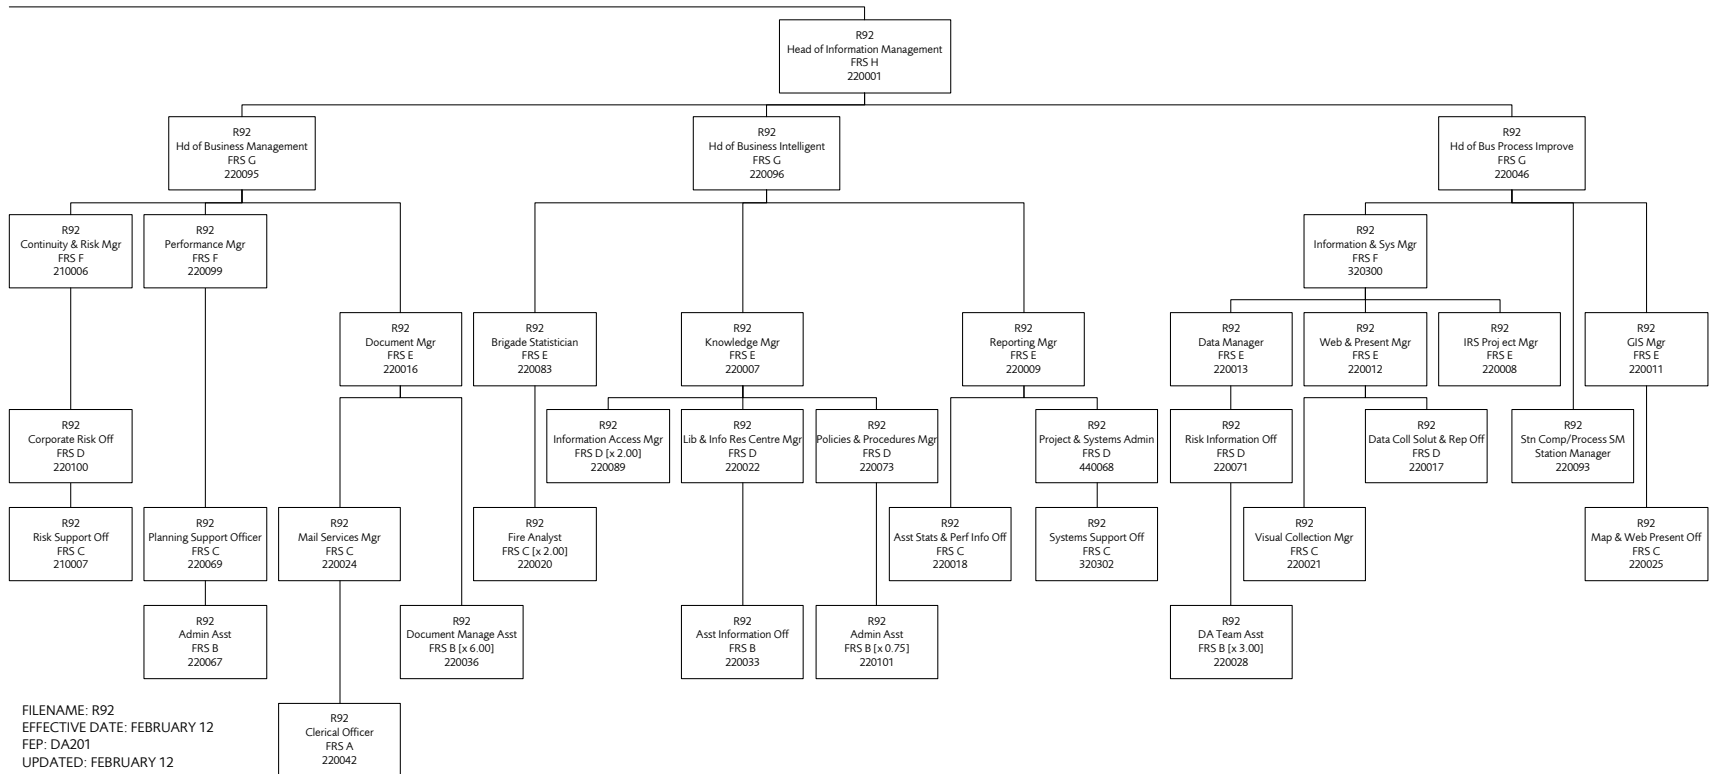 R92
Head of Information Management
FRS H
220001
R92
Hd of Business Management
FRS G
220095
R92
Hd of Business Intelligent
FRS G
220096
R92
Hd of Bus Process Improve
FRS G
220046
R92
Continuity & Risk Mgr
FRS F
210006
R92
Performance Mgr
FRS F
220099
R92
Information & Sys Mgr
FRS F
320300
R92
Document Mgr
FRS E
220016
R92
Brigade Statistician
FRS E
220083
R92
Knowledge Mgr
FRS E
220007
R92
Reporting Mgr
FRS E
220009
R92
Data Manager
FRS E
220013
R92
Web & Present Mgr
FRS E
220012
R92
IRS Project Mgr
FRS E
220008
R92
GIS Mgr
FRS E
220011
R92
Corporate Risk Off
FRS D
220100
R92
Information Access Mgr
FRS D [x 2.00]
220089
R92
Lib & Info Res Centre Mgr
FRS D
220022
R92
Policies & Procedures Mgr
FRS D
220073
R92
Project & Systems Admin
FRS D
440068
R92
Risk Information Off
FRS D
220071
R92
Data Coll Solut & Rep Off
FRS D
220017
R92
Stn Comp/Process SM
Station Manager
220093
R92
Risk Support Off
FRS C
210007
R92
Planning Support Officer
FRS C
220069
R92
Mail Services Mgr
FRS C
220024
R92
Fire Analyst
FRS C [x 2.00]
220020
R92
Asst Stats & Perf Info Off
FRS C
220018
R92
Systems Support Off
FRS C
320302
R92
Visual Collection Mgr
FRS C
220021
R92
Map & Web Present Off
FRS C
220025
R92
Admin Asst
FRS B
220067
R92
Document Manage Asst
FRS B [x 6.00]
220036
R92
Asst Information Off
FRS B
220033
R92
Admin Asst
FRS B [x 0.75]
220101
R92
DA Team Asst
FRS B [x 3.00]
220028
R92
Clerical Officer
FRS A
220042
FILENAME: R92
EFFECTIVE DATE: FEBRUARY 12
FEP: DA201
UPDATED: FEBRUARY 12